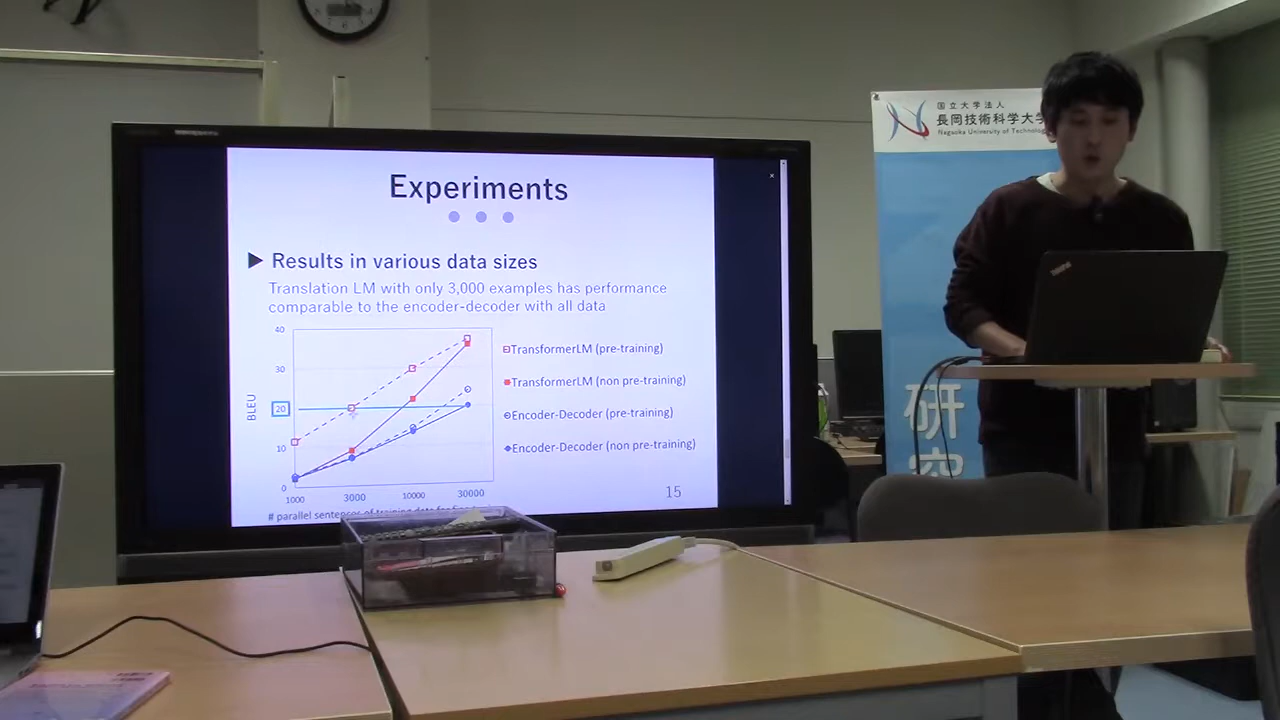 Experiments
Results in various data sizes
Translation LM with only 3,000 examples has performance
comparable to the encoder-decoder with all data
40
30
20
10
0
BLEU
1000 3000 10000 30000
# parallel sentences of training data for
TransformerLM (pre-training)
TransformerLM (non pre-training)
Encoder-Decoder (pre-training)
Encoder-Decoder (non pre-training)
15
国立大学法人
長岡技術科学大学
Nagaoka University of Technology
研
究
ThinkPad